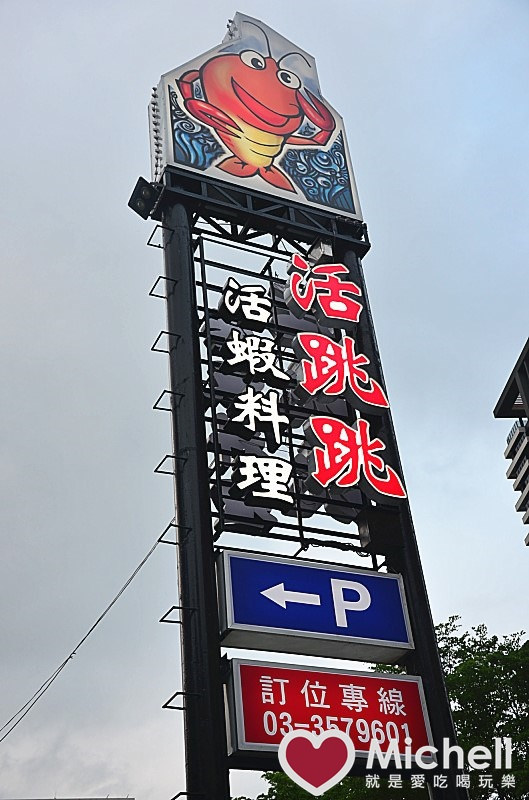 活跳跳
活蝦料理
← P
訂位專線
03-3579601
Michell
就是愛吃喝玩樂